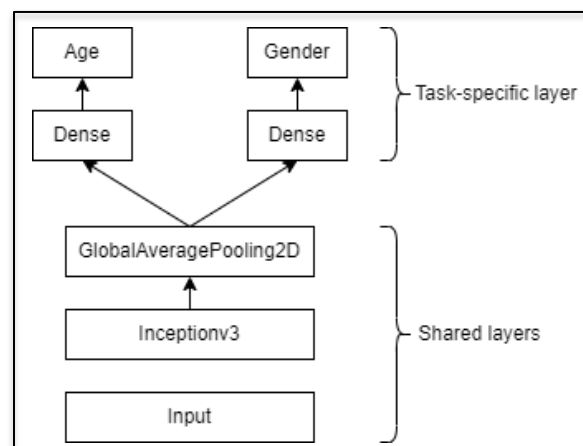 Age
Gender
Task-specific layer
Dense
Dense
GlobalAveragePooling2D
Inceptionv3
Shared layers
Input